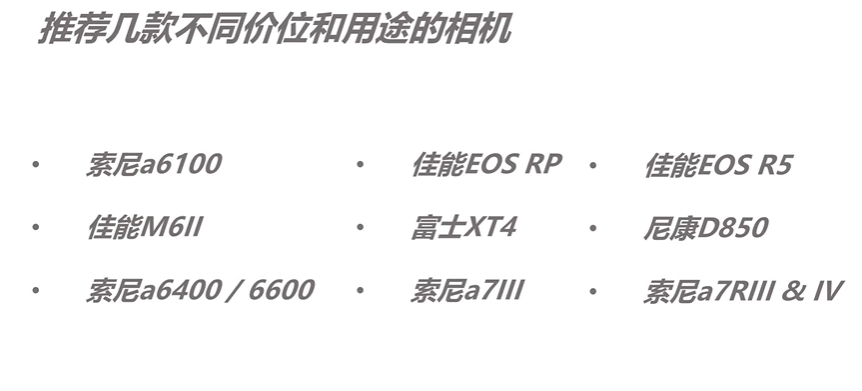 推荐几款不同价位和用途的相机
• 索尼a6100
• 佳能M6II
• 索尼a6400 / 6600
• 佳能EOS RP
• 富士XT4
• 索尼a7III
• 佳能EOS R5
• 尼康D850
• 索尼a7RIII & IV